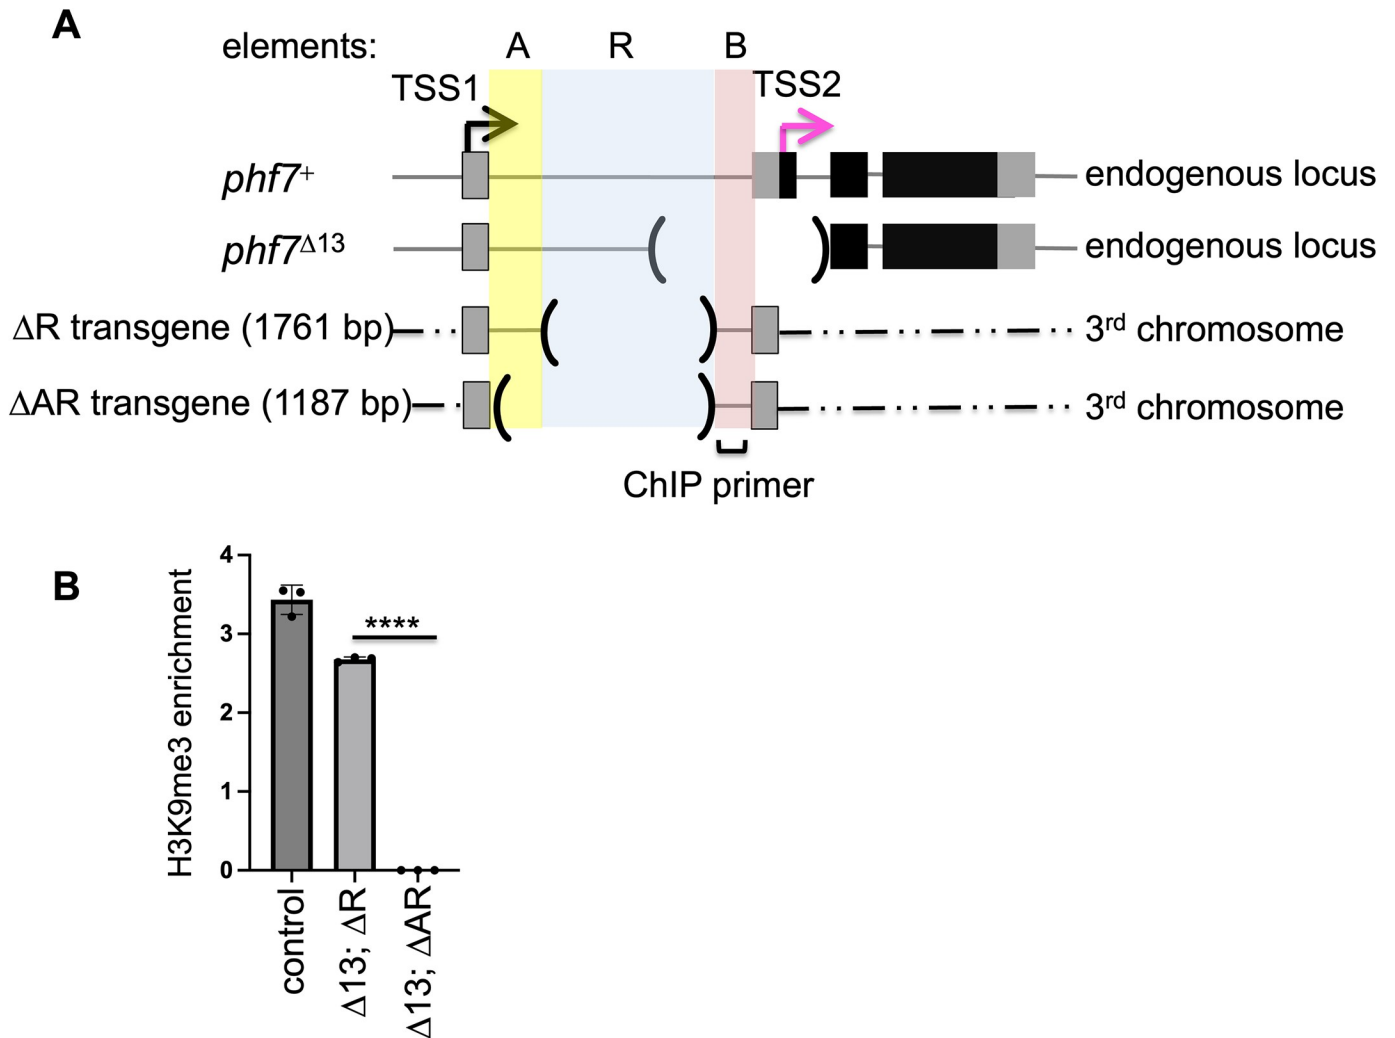 A
elements: A R B
TSS1 TSS2
phf7+ endogenous locus
phf7Δ13 endogenous locus
ΔR transgene (1761 bp) 3rd chromosome
ΔAR transgene (1187 bp) 3rd chromosome
ChIP primer
B
H3K9me3 enrichment
4
3
2
1
0
****
control
Δ13; ΔR
Δ13; ΔAR